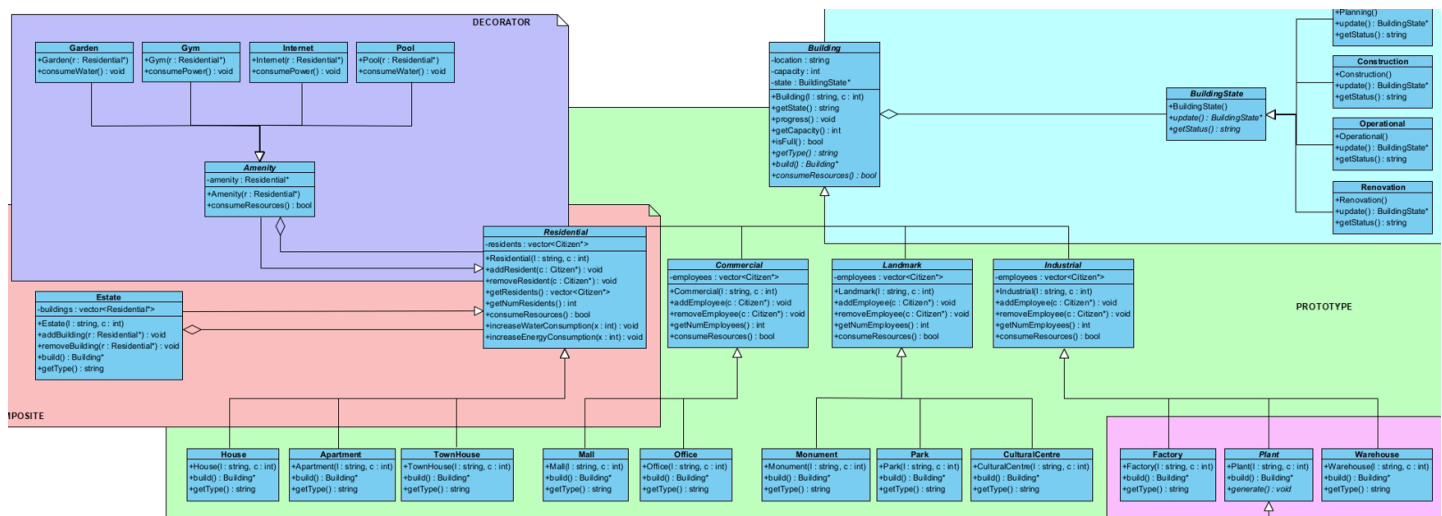 DECORATOR
Garden
+Garden(r : Residential*)
+consumeWater() : void
Gym
+Gym(r : Residential*)
+consumePower() : void
Internet
+Internet(r : Residential*)
+consumePower() : void
Pool
+Pool(r : Residential*)
+consumeWater() : void
Amenity
-amenity : Residential*
+Amenity(r : Residential*)
+consumeResources() : bool
Building
-location : string
-capacity : int
-state : BuildingState*
+Building(l : string, c : int)
+getState() : string
+progress() : void
+getCapacity() : int
+isFull() : bool
+getType() : string
+build() : Building*
+consumeResources() : bool
BuildingState
+BuildingState()
+update() : BuildingState*
+getStatus() : string
+Planning()
+update() : BuildingState*
+getStatus() : string
Construction
+Construction()
+update() : BuildingState*
+getStatus() : string
Operational
+Operational()
+update() : BuildingState*
+getStatus() : string
Renovation
+Renovation()
+update() : BuildingState*
+getStatus() : string
Residential
-residents : vector<Citizen*>
+Residential(l : string, c : int)
+addResident(c : Citizen*) : void
+removeResident(c : Citizen*) : void
+getResidents() : vector<Citizen*>
+getNumResidents() : int
+consumeResources() : bool
+increaseWaterConsumption(x : int) : void
+increaseEnergyConsumption(x : int) : void
Commercial
-employees : vector<Citizen*>
+Commercial(l : string, c : int)
+addEmployee(c : Citizen*) : void
+removeEmployee(c : Citizen*) : void
+getNumEmployees() : int
+consumeResources() : bool
Landmark
-employees : vector<Citizen*>
+Landmark(l : string, c : int)
+addEmployee(c : Citizen*) : void
+removeEmployee(c : Citizen*) : void
+getNumEmployees() : int
+consumeResources() : bool
Industrial
-employees : vector<Citizen*>
+Industrial(l : string, c : int)
+addEmployee(c : Citizen*) : void
+removeEmployee(c : Citizen*) : void
+getNumEmployees() : int
+consumeResources() : bool
PROTOTYPE
Estate
-buildings : vector<Residential*>
+Estate(l : string, c : int)
+addBuilding(r : Residential*) : void
+removeBuilding(r : Residential*) : void
+build() : Building*
+getType() : string
MPOSITE
House
+House(l : string, c : int)
+build() : Building*
+getType() : string
Apartment
+Apartment(l : string, c : int)
+build() : Building*
+getType() : string
TownHouse
+TownHouse(l : string, c : int)
+build() : Building*
+getType() : string
Mall
+Mall(l : string, c : int)
+build() : Building*
+getType() : string
Office
+Office(l : string, c : int)
+build() : Building*
+getType() : string
Monument
+Monument(l : string, c : int)
+build() : Building*
+getType() : string
Park
+Park(l : string, c : int)
+build() : Building*
+getType() : string
CulturalCentre
+CulturalCentre(l : string, c : int)
+build() : Building*
+getType() : string
Factory
+Factory(l : string, c : int)
+build() : Building*
+getType() : string
Plant
+Plant(l : string, c : int)
+build() : Building*
+generate() : void
Warehouse
+Warehouse(l : string, c : int)
+build() : Building*
+getType() : string